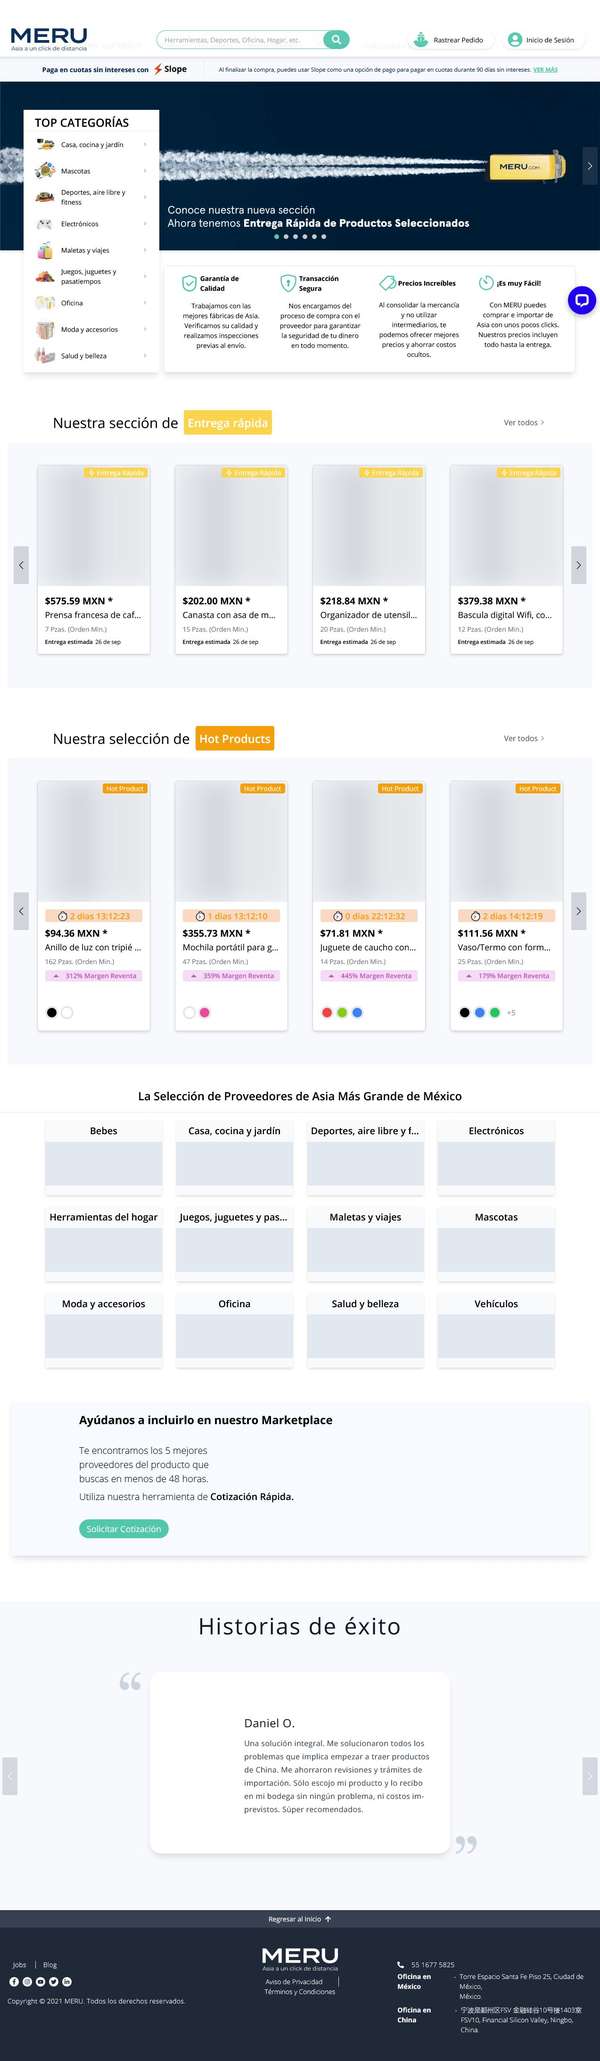 MERU
Asia a un click de distancia
Herramientas, Deportes, Oficina, Hogar, etc.
Rastrear Pedido
Inicio de Sesión
Paga en cuotas sin Intereses con Slope
Al finalizar la compra, puedes usar Slope como una opción de pago para pagar en cuotas durante 90 días sin intereses. VER MÁS
TOP CATEGORÍAS
Casa, cocina y jardín
Mascotas
Deportes, aire libre y
fitness
Electrónicos
Maletas y viajes
Juegos, juguetes y
pasatiempos
Oficina
Moda y accesorios
Salud y belleza
MERU.COM
Conoce nuestra nueva sección
Ahora tenemos Entrega Rápida de Productos Seleccionados
Garantía de
Calidad
Trabajamos con las
mejores fábricas de Asia.
Verificamos su calidad y
realizamos inspecciones
previas al envío.
Transacción
Segura
Nos encargamos del
proceso de compra con el
proveedor para garantizar
la seguridad de tu dinero
en todo momento.
Precios Increíbles
Al consolidar la mercancía
y no utilizar
intermediarios, te
podemos ofrecer mejores
precios y ahorrar costos
ocultos.
¡Es muy Fácil!
Con MERU puedes
comprar e importar de
Asia con unos pocos clicks.
Nuestros precios incluyen
todo hasta la entrega.
Nuestra sección de Entrega rápida
Ver todos >
Entrega Rápida
$575.59 MXN *
Prensa francesa de caf...
7 Pzas. (Orden Min.)
Entrega estimada 26 de sep
Entrega Rápida
$202.00 MXN *
Canasta con asa de m...
15 Pzas. (Orden Min.)
Entrega estimada 26 de sep
Entrega Rápida
$218.84 MXN *
Organizador de utensil...
20 Pzas. (Orden Min.)
Entrega estimada 26 de sep
Entrega Rápida
$379.38 MXN *
Bascula digital Wifi, co...
12 Pzas. (Orden Min.)
Entrega estimada 26 de sep
Nuestra selección de Hot Products
Ver todos >
Hot Product
2 dias 13:12:23
$94.36 MXN *
Anillo de luz con tripié ...
162 Pzas. (Orden Min.)
312% Margen Reventa
Hot Product
1 dias 13:12:10
$355.73 MXN *
Mochila portátil para g...
47 Pzas. (Orden Min.)
359% Margen Reventa
Hot Product
0 dias 22:12:32
$71.81 MXN *
Juguete de caucho con...
14 Pzas. (Orden Min.)
445% Margen Reventa
Hot Product
2 dias 14:12:19
$111.56 MXN *
Vaso/Termo con form...
25 Pzas. (Orden Min.)
179% Margen Reventa
+5
La Selección de Proveedores de Asia Más Grande de México
Bebes
Casa, cocina y jardín
Deportes, aire libre y f...
Electrónicos
Herramientas del hogar
Juegos, juguetes y pas...
Maletas y viajes
Mascotas
Moda y accesorios
Oficina
Salud y belleza
Vehículos
Ayúdanos a incluirlo en nuestro Marketplace
Te encontramos los 5 mejores
proveedores del producto que
buscas en menos de 48 horas.
Utiliza nuestra herramienta de Cotización Rápida.
Solicitar Cotización
Historias de éxito
“
Daniel O.
Una solución integral. Me solucionaron todos los
problemas que implica empezar a traer productos
de China. Me ahorraron revisiones y trámites de
importación. Sólo escojo mi producto y lo recibo
en mi bodega sin ningún problema, ni costos im-
previstos. Súper recomendados.
”
Regresar al Inicio
Jobs | Blog
Copyright © 2021 MERU. Todos los derechos reservados.
MERU
Asia a un click de distancia
Aviso de Privacidad |
Términos y Condiciones
55 1677 5825
Oficina en México - Torre Espacio Santa Fe Piso 25, Ciudad de
México,
México.
Oficina en China - 宁波是鄞州区FSV 金融硅谷10号楼1403室
FSV10, Financial Silicon Valley, Ningbo,
China.